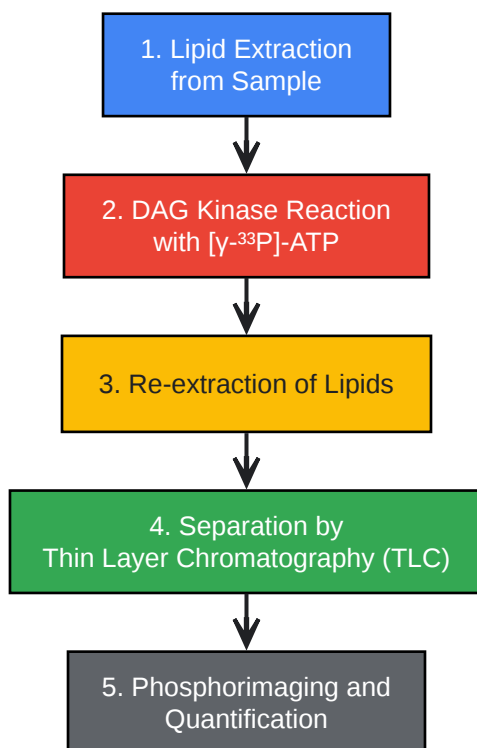 1. Lipid Extraction
from Sample
2. DAG Kinase Reaction
with [γ-³³P]-ATP
3. Re-extraction of Lipids
4. Separation by
Thin Layer Chromatography (TLC)
5. Phosphorimaging and
Quantification